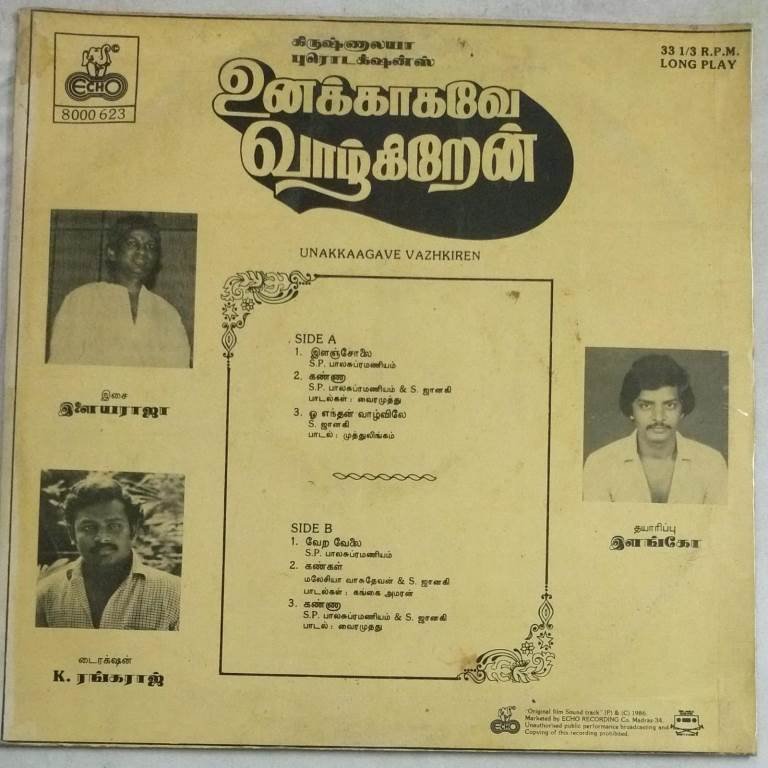 ECHO
8000 623
கிருஷ்ணாலயா
புரொடக்ஷன்ஸ்
33 1/3 R.P.M.
LONG PLAY
உனக்காகவே
வாழ்கிறேன்
UNAKKAAGAVE VAZHKIREN
இசை
இளையராஜா
டைரக்ஷன்
K. ரங்கராஜ்
SIDE A
1. இளஞ்சோலை
S.P. பாலசுப்ரமணியம்
2. கண்ணா
S.P. பாலசுப்ரமணியம் & S. ஜானகி
பாடல்கள் : வைரமுத்து
3. ஓ எந்தன் வாழ்விலே
S. ஜானகி
பாடல் : முத்துலிங்கம்
SIDE B
1. வேற வேலை
S.P. பாலசுப்ரமணியம்
2. கண்கள்
மலேசியா வாசுதேவன் & S. ஜானகி
பாடல்கள் : கங்கை அமரன்
3. கண்ணா
S.P. பாலசுப்ரமணியம் & S. ஜானகி
பாடல் : வைரமுத்து
தயாரிப்பு
இளங்கோ
ECHO
"Original film Sound track" (P) & (C) 1986.
Marketed by ECHO RECORDING Co. Madras 34.
Unauthorised public performance broadcasting and
Copying of this recording prohibited.